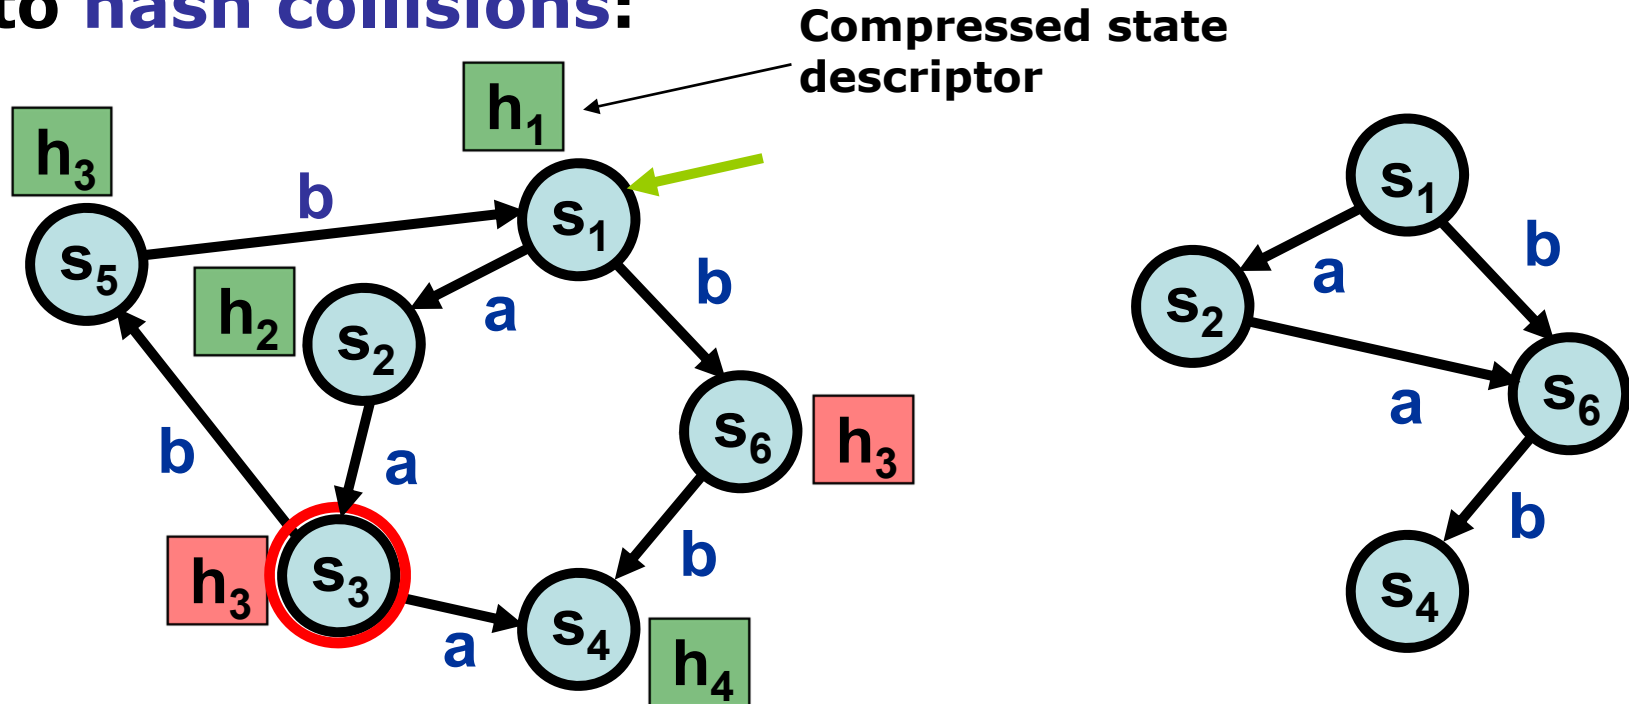 to hash collisions:
Compressed state
descriptor
h1
h3
b
s1
s5
h2
a
b
s2
s6
h3
b
a
h3
s3
b
a
s4
h4
s1
a
b
s2
a
s6
b
s4